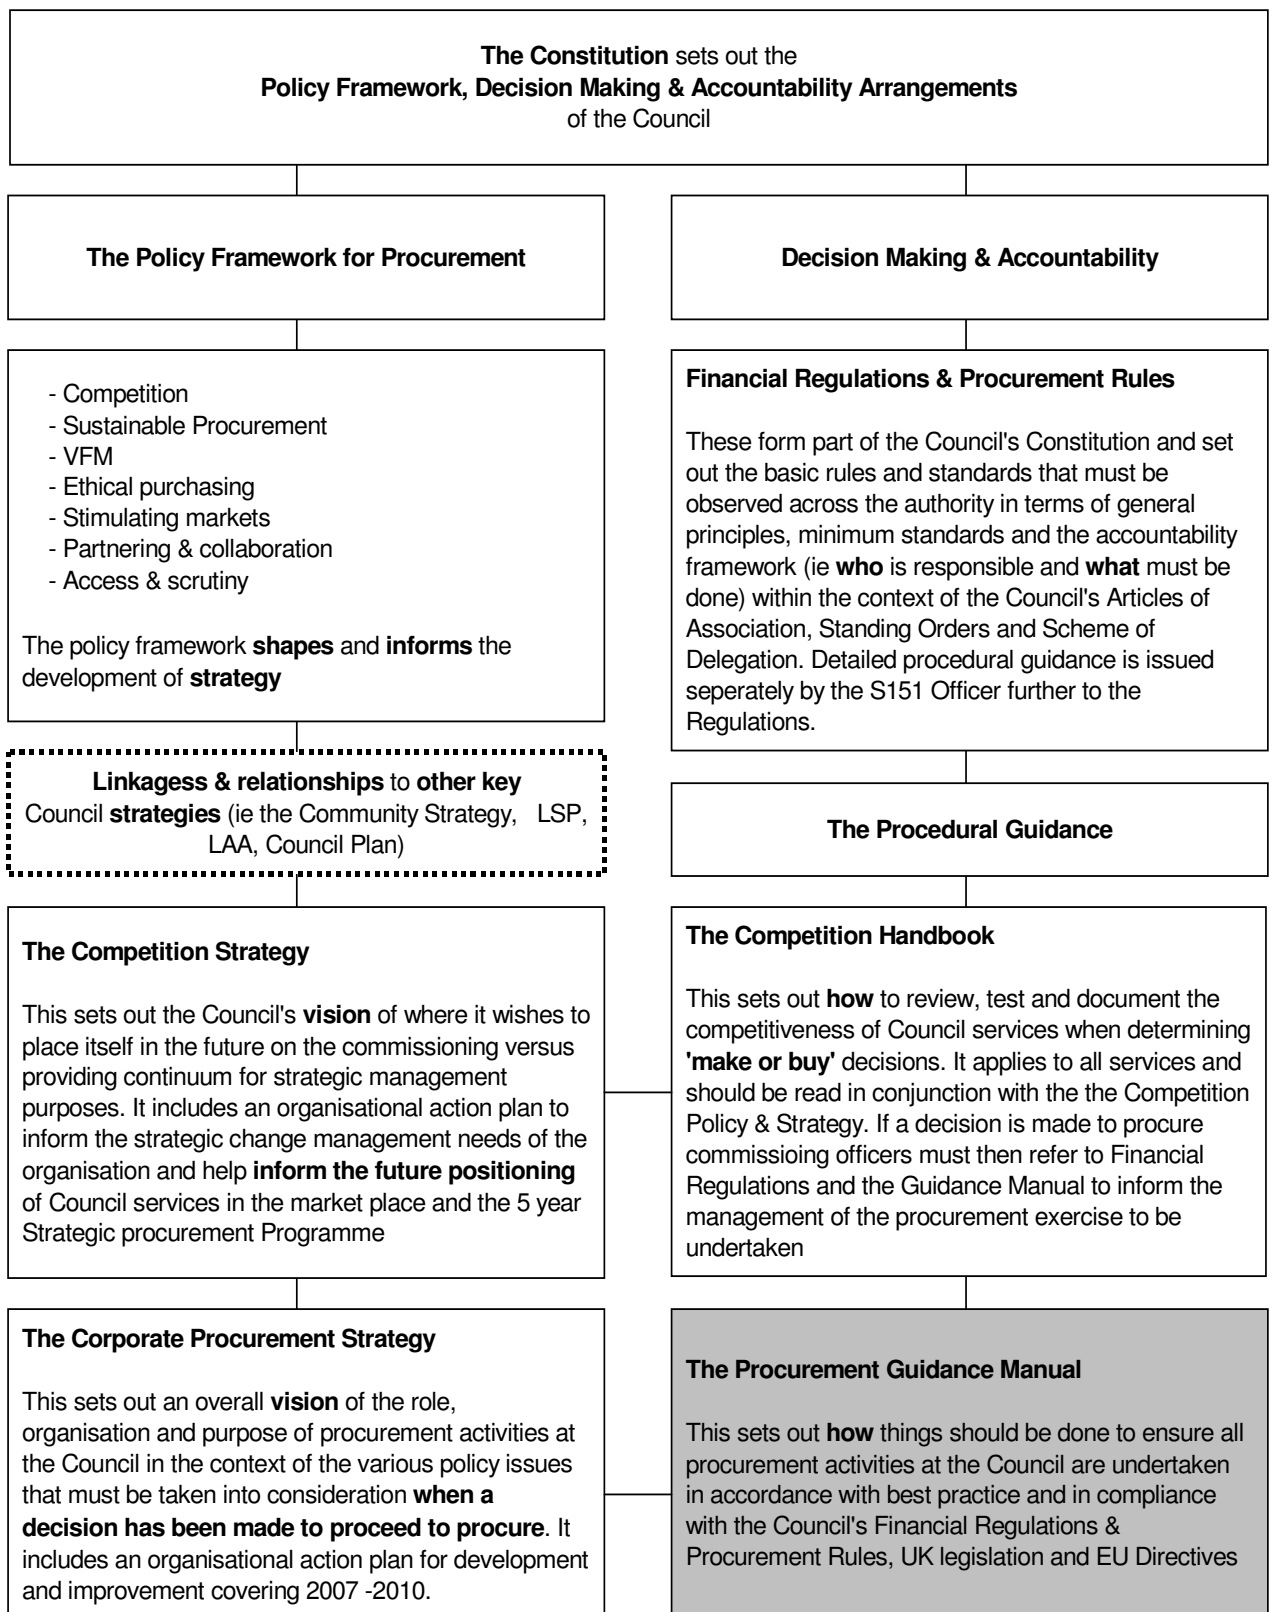 The Constitution sets out the
Policy Framework, Decision Making & Accountability Arrangements
of the Council
The Policy Framework for Procurement
Decision Making & Accountability
- Competition
- Sustainable Procurement
- VFM
- Ethical purchasing
- Stimulating markets
- Partnering & collaboration
- Access & scrutiny
The policy framework shapes and informs the
development of strategy
Financial Regulations & Procurement Rules
These form part of the Council's Constitution and set
out the basic rules and standards that must be
observed across the authority in terms of general
principles, minimum standards and the accountability
framework (ie who is responsible and what must be
done) within the context of the Council's Articles of
Association, Standing Orders and Scheme of
Delegation. Detailed procedural guidance is issued
seperately by the S151 Officer further to the
Regulations.
Linkagess & relationships to other key
Council strategies (ie the Community Strategy, LSP,
LAA, Council Plan)
The Procedural Guidance
The Competition Strategy
This sets out the Council's vision of where it wishes to
place itself in the future on the commissioning versus
providing continuum for strategic management
purposes. It includes an organisational action plan to
inform the strategic change management needs of the
organisation and help inform the future positioning
of Council services in the market place and the 5 year
Strategic procurement Programme
The Competition Handbook
This sets out how to review, test and document the
competitiveness of Council services when determining
'make or buy' decisions. It applies to all services and
should be read in conjunction with the the Competition
Policy & Strategy. If a decision is made to procure
commissioing officers must then refer to Financial
Regulations and the Guidance Manual to inform the
management of the procurement exercise to be
undertaken
The Corporate Procurement Strategy
This sets out an overall vision of the role,
organisation and purpose of procurement activities at
the Council in the context of the various policy issues
that must be taken into consideration when a
decision has been made to proceed to procure. It
includes an organisational action plan for development
and improvement covering 2007 -2010.
The Procurement Guidance Manual
This sets out how things should be done to ensure all
procurement activities at the Council are undertaken
in accordance with best practice and in compliance
with the Council's Financial Regulations &
Procurement Rules, UK legislation and EU Directives